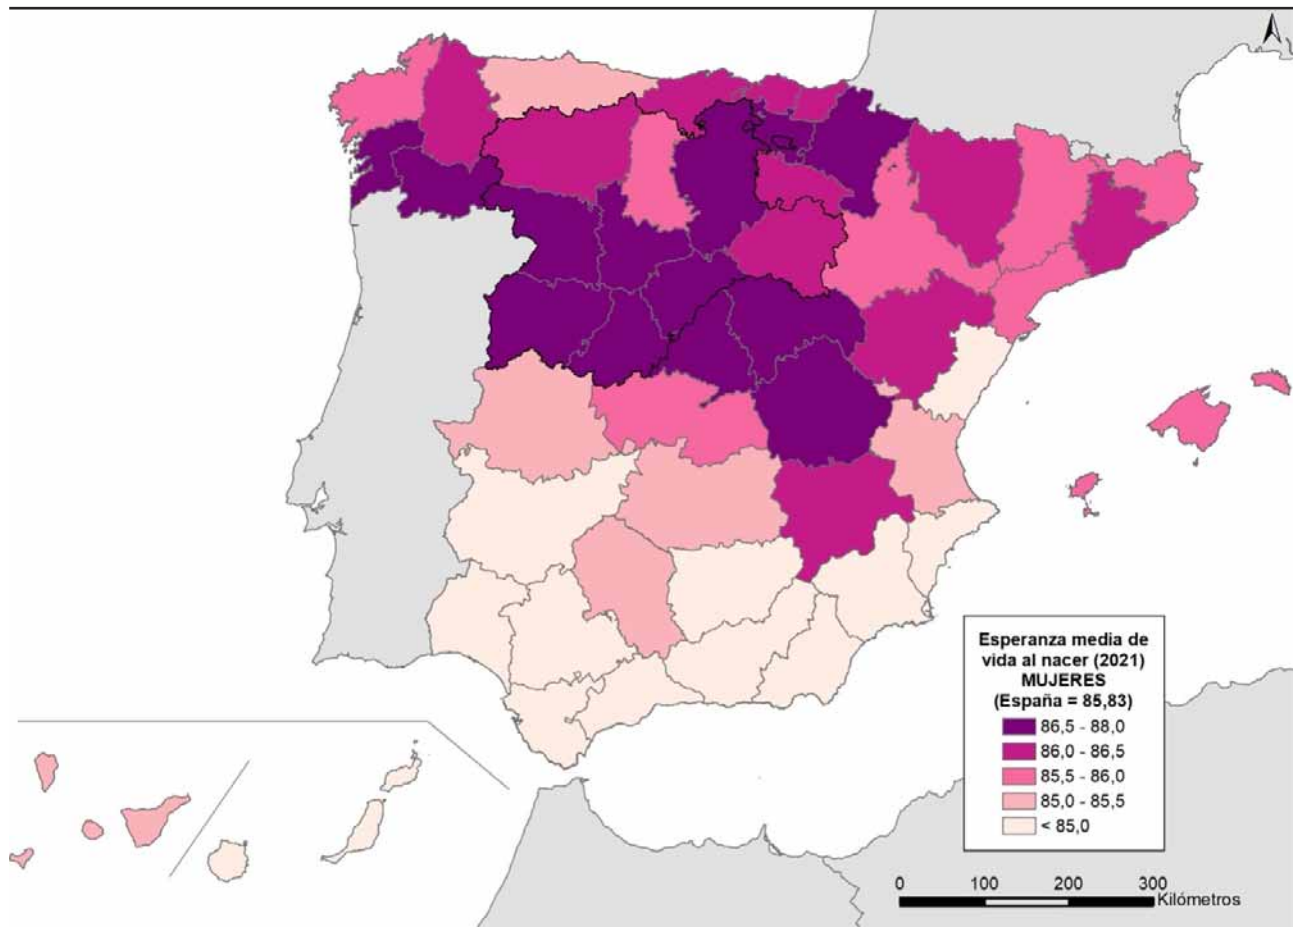 Esperanza media de
vida al nacer (2021)
MUJERES
(España = 85,83)
86,5 - 88,0
86,0 - 86,5
85,5 - 86,0
85,0 - 85,5
< 85,0
0 100 200 300
Kilómetros